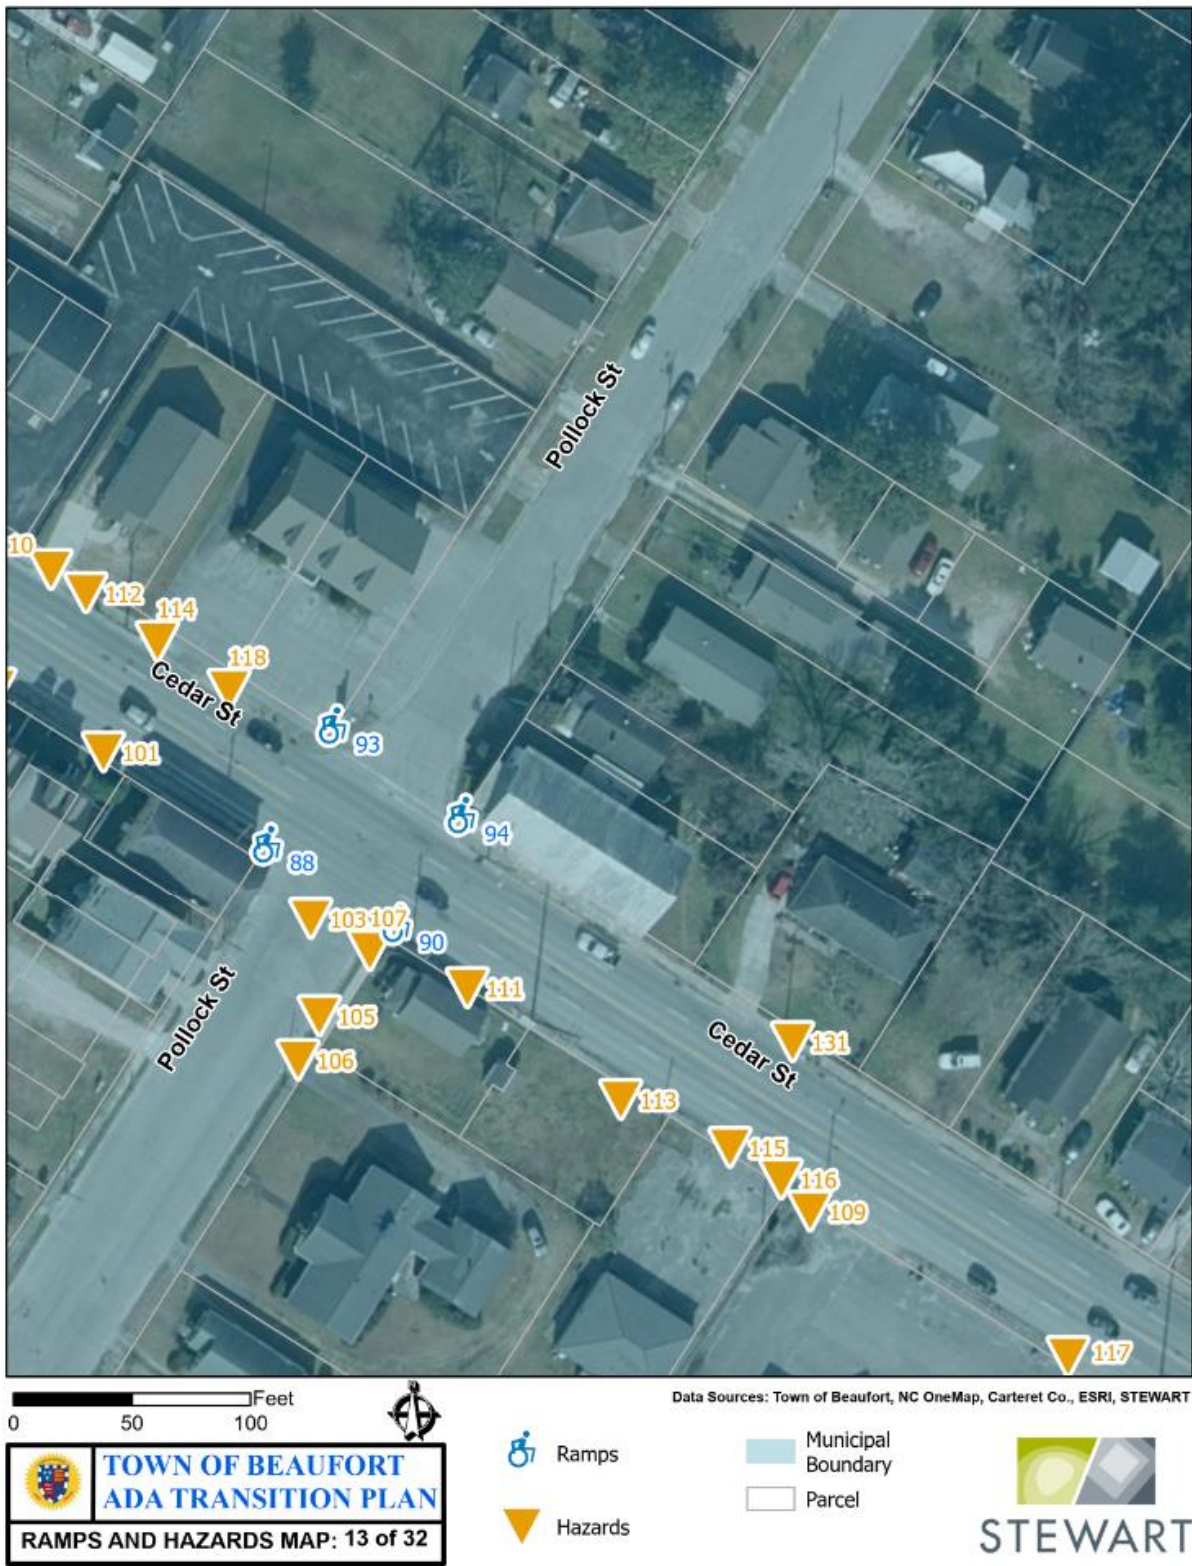 Pollock St
10
112
114
118
Cedar St
93
101
94
88
103
107
90
111
Pollock St
105
106
Cedar St
131
113
115
116
109
117
Feet
0 50 100
Data Sources: Town of Beaufort, NC OneMap, Carteret Co., ESRI, STEWART
TOWN OF BEAUFORT
ADA TRANSITION PLAN
RAMPS AND HAZARDS MAP: 13 of 32
Ramps
Hazards
Municipal
Boundary
Parcel
STEWART